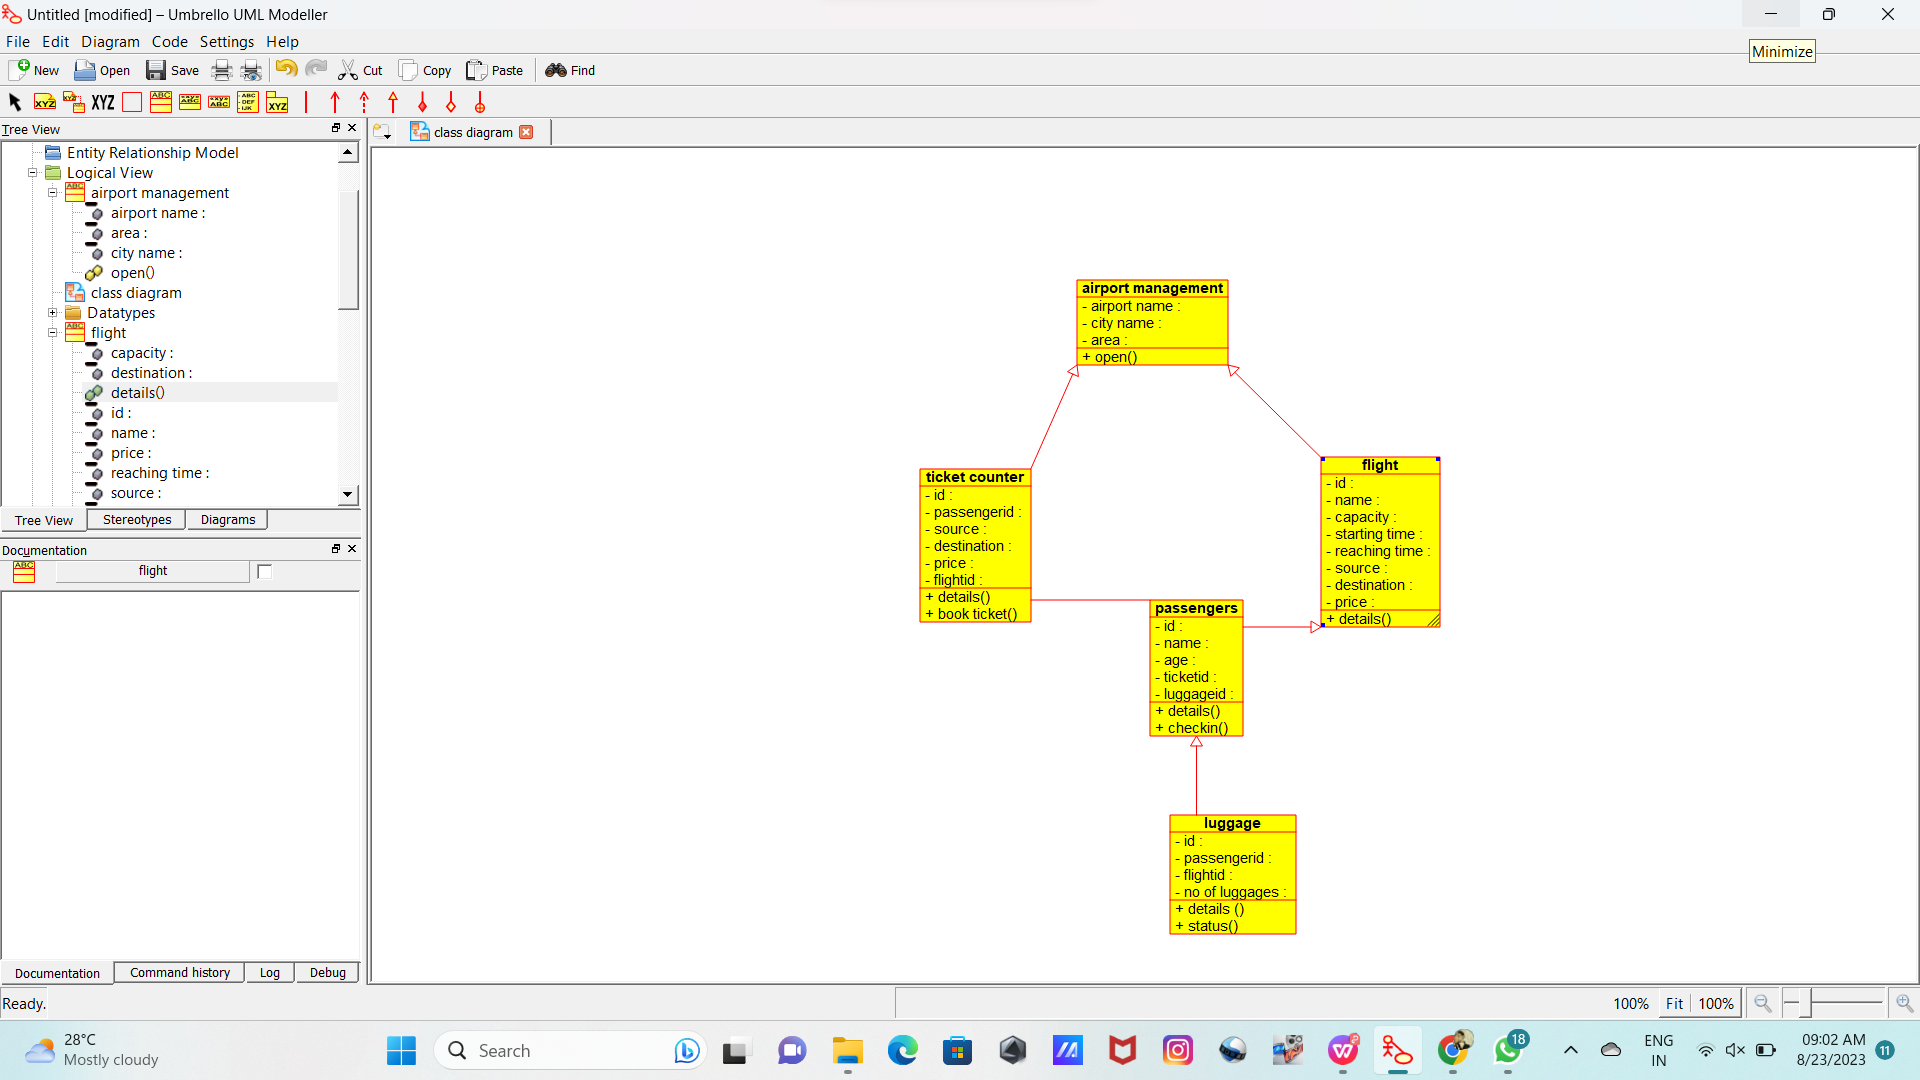 Untitled [modified] – Umbrello UML Modeller
Minimize
File Edit Diagram Code Settings Help
New Open Save Cut Copy Paste Find
XYZ XYZ ABC ABC XYZ
Tree View
class diagram
Entity Relationship Model
Logical View
airport management
airport name :
area :
city name :
open()
class diagram
Datatypes
flight
capacity :
destination :
details()
id :
name :
price :
reaching time :
source :
Tree View Stereotypes Diagrams
Documentation
ABC flight
Documentation Command history Log Debug
airport management
- airport name :
- city name :
- area :
+ open()
ticket counter
- id :
- passengerid :
- source :
- destination :
- price :
- flightid :
+ details()
+ book ticket()
flight
- id :
- name :
- capacity :
- starting time :
- reaching time :
- source :
- destination :
- price :
+ details()
passengers
- id :
- name :
- age :
- ticketid :
- luggageid :
+ details()
+ checkin()
luggage
- id :
- passengerid :
- flightid :
- no of luggages :
+ details ()
+ status()
Ready.
100% Fit 100%
28°C
Mostly cloudy
Search
18
ENG
IN
09:02 AM
8/23/2023
11